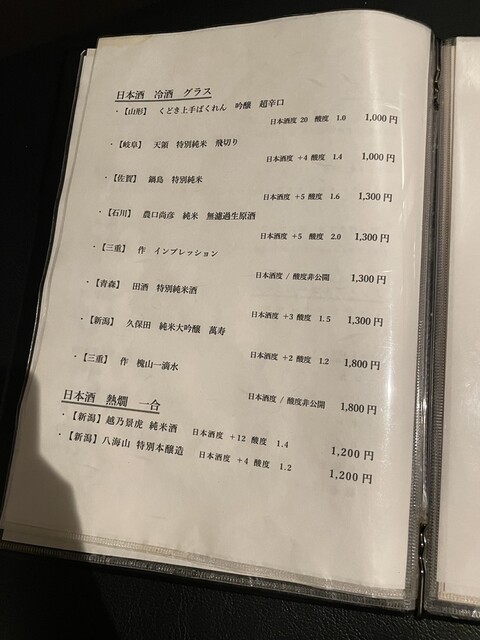 日本酒 冷酒 グラス
・【山形】 くどき上手ばくれん 吟醸 超辛口
日本酒度 20 酸度 1.0 1,000円
・【岐阜】 天領 特別純米 飛切り
日本酒度 +4 酸度 1.4 1,000円
・【佐賀】 鍋島 特別純米
日本酒度 +5 酸度 1.6 1,300円
・【石川】 農口尚彦 純米 無濾過生原酒
日本酒度 +5 酸度 2.0 1,300円
・【三重】 作 インプレッション
日本酒度 / 酸度非公開 1,300円
・【青森】 田酒 特別純米酒
日本酒度 +3 酸度 1.5 1,300円
・【新潟】 久保田 純米大吟醸 萬寿
日本酒度 +2 酸度 1.2 1,800円
・【三重】 作 槐山一滴水
日本酒度 / 酸度非公開 1,800円
日本酒 熱燗 一合
・【新潟】越乃景虎 純米酒 日本酒度 +12 酸度 1.4 1,200円
・【新潟】八海山 特別本醸造 日本酒度 +4 酸度 1.2 1,200円